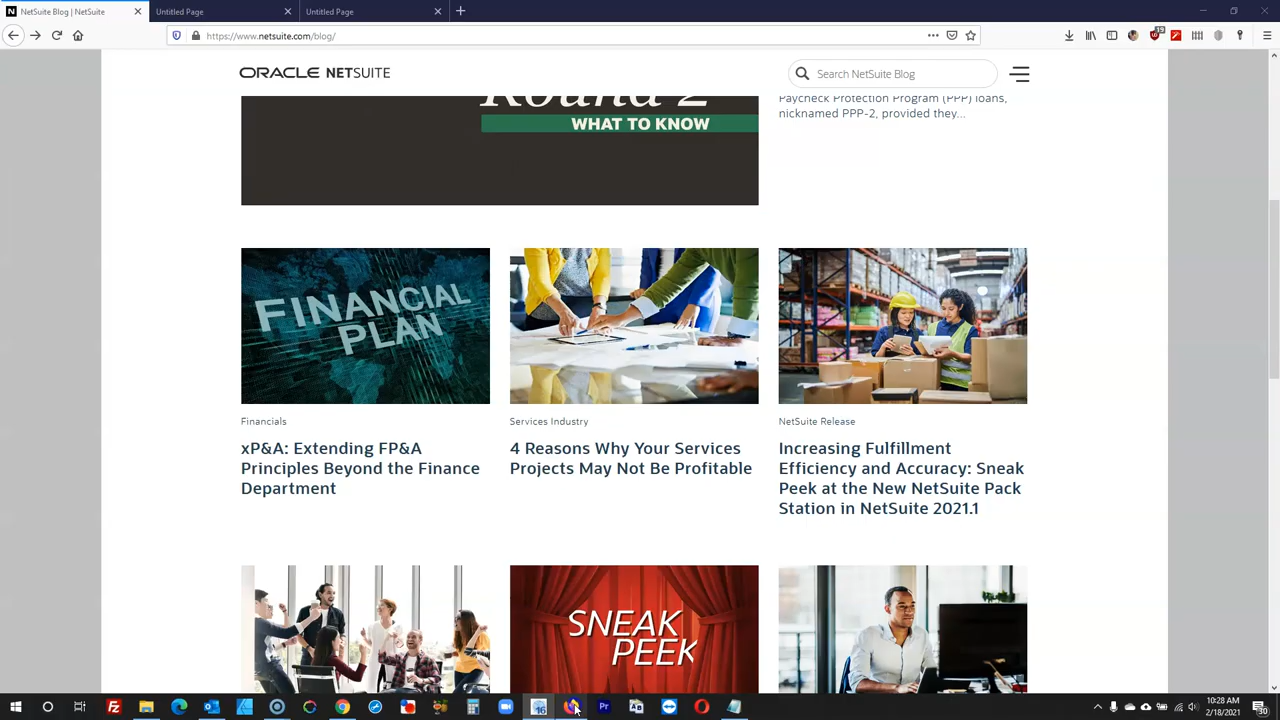 NetSuite Blog | NetSuite
Untitled Page
Untitled Page
https://www.netsuite.com/blog/
19
ORACLE NETSUITE
Search NetSuite Blog
Round 2
WHAT TO KNOW
Paycheck Protection Program (PPP) loans,
nicknamed PPP-2, provided they...
FINANCIAL
PLAN
Financials
Services Industry
NetSuite Release
xP&A: Extending FP&A
Principles Beyond the Finance
Department
4 Reasons Why Your Services
Projects May Not Be Profitable
Increasing Fulfillment
Efficiency and Accuracy: Sneak
Peek at the New NetSuite Pack
Station in NetSuite 2021.1
SNEAK
PEEK
10:28 AM
2/18/2021